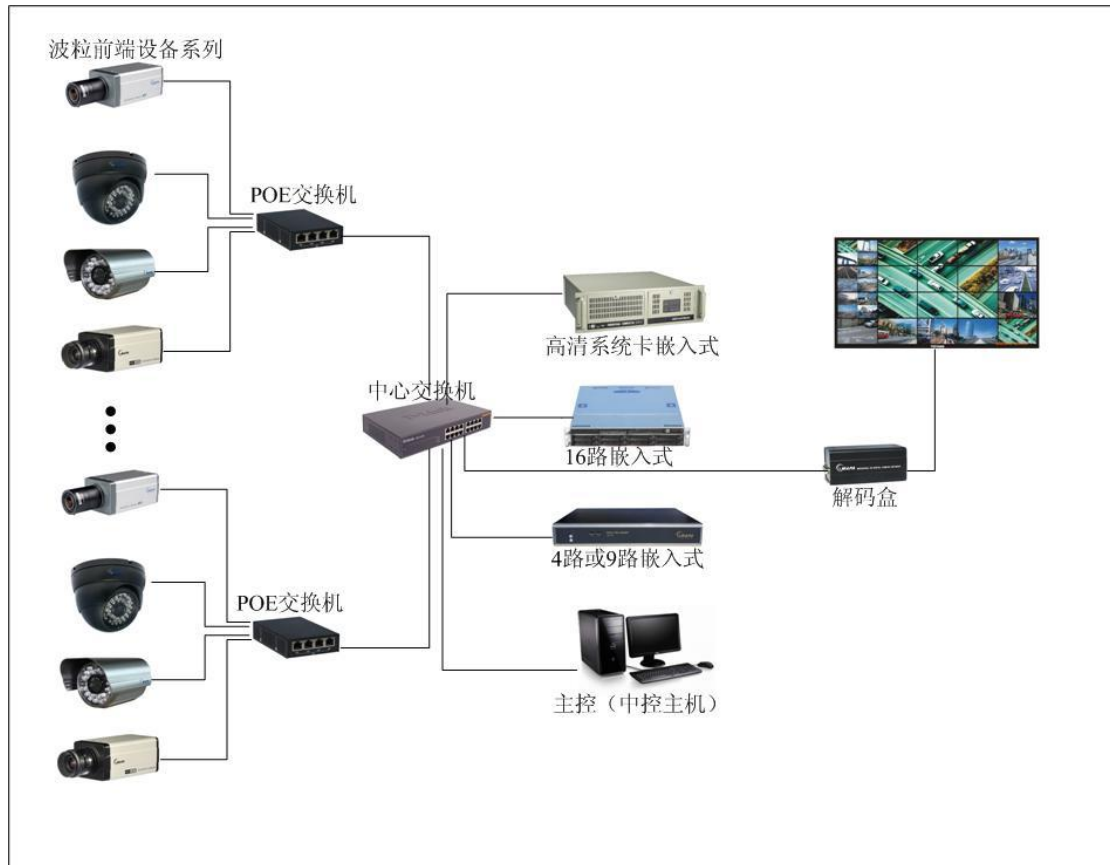 波粒前端设备系列
POE交换机
高清系统卡嵌入式
中心交换机
16路嵌入式
解码盒
4路或9路嵌入式
POE交换机
主控（中控主机）